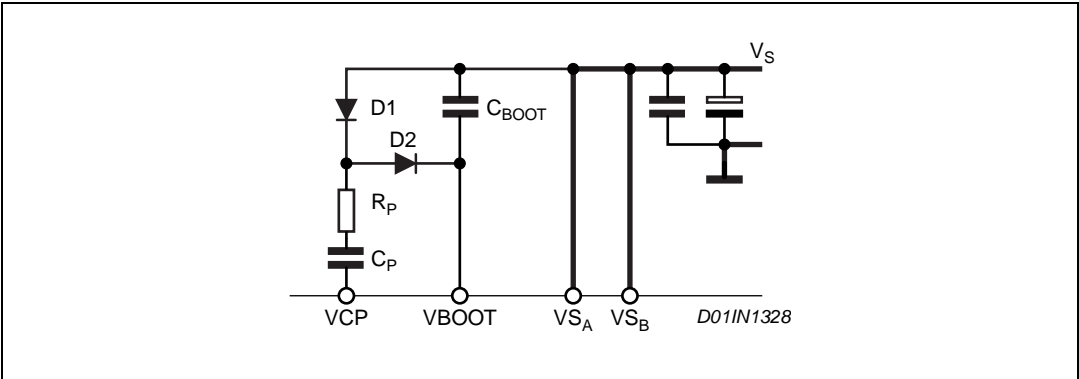 V_S
D1
C_BOOT
D2
R_P
C_P
VCP VBOOT VS_A VS_B D01IN1328